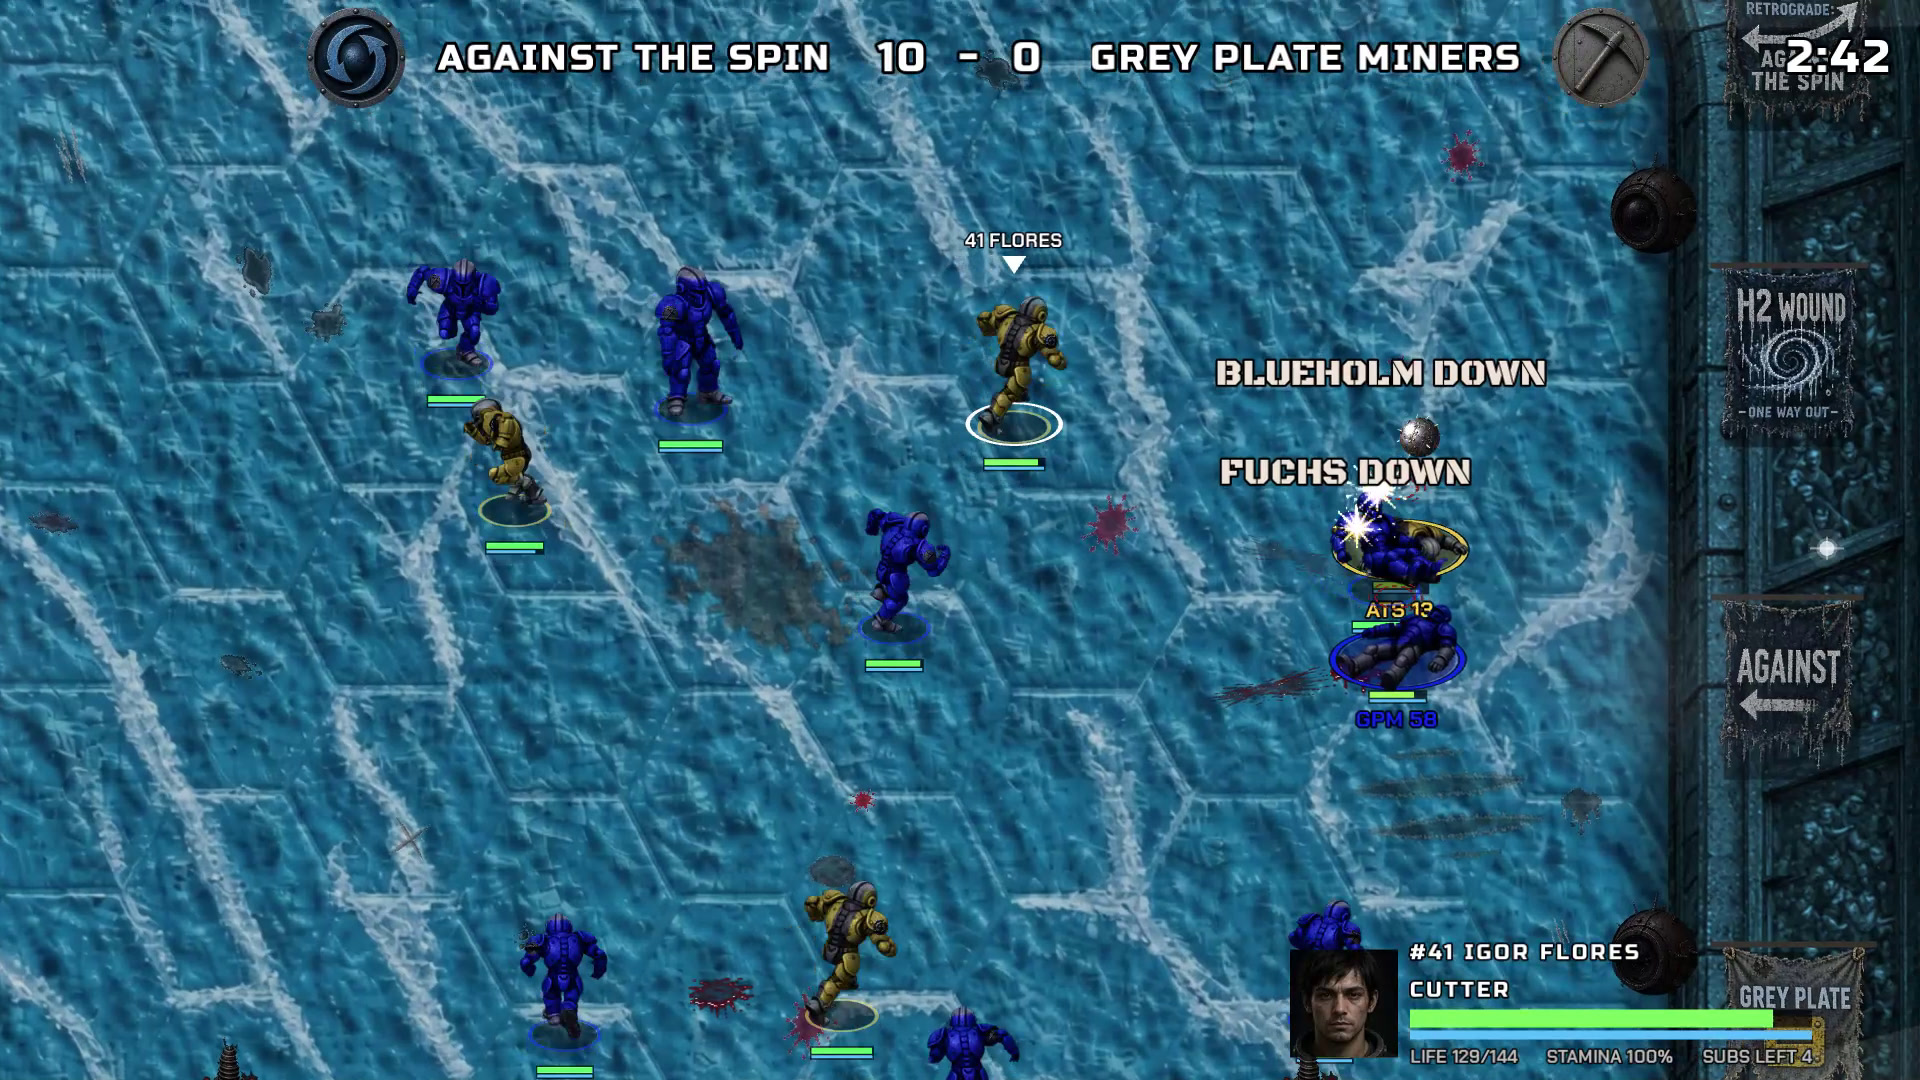 AGAINST THE SPIN 10 - 0 GREY PLATE MINERS
2:42
RETROGRADE:
THE SPIN
41 FLORES
H2 WOUND
-ONE WAY OUT-
BLUEHOLM DOWN
FUCHS DOWN
ATS 13
GPM 58
AGAINST
GREY PLATE
#41 IGOR FLORES
CUTTER
LIFE 129/144 STAMINA 100% SUBS LEFT 4